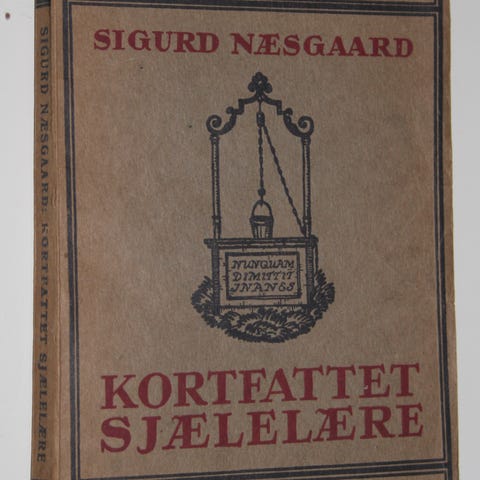 SIGURD NÆSGAARD
NUNQUAM
DIMITTIT
INANES
KORTFATTET
SJÆLELÆRE
SIGURD NÆSGAARD: KORTFATTET SJÆLELÆRE